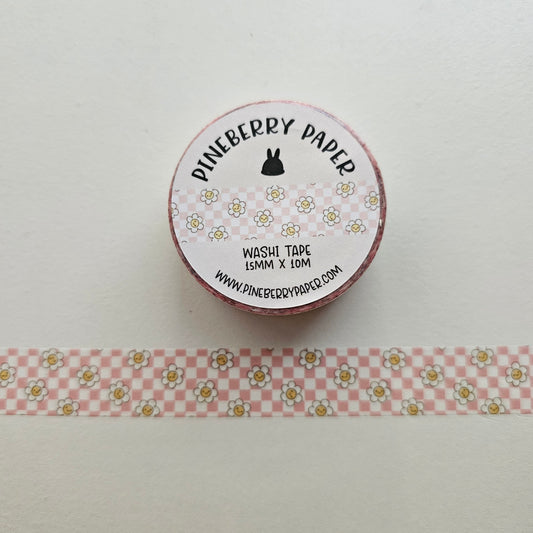 PINEBERRY PAPER
WASHI TAPE
15MM X 10M
WWW.PINEBERRYPAPER.COM